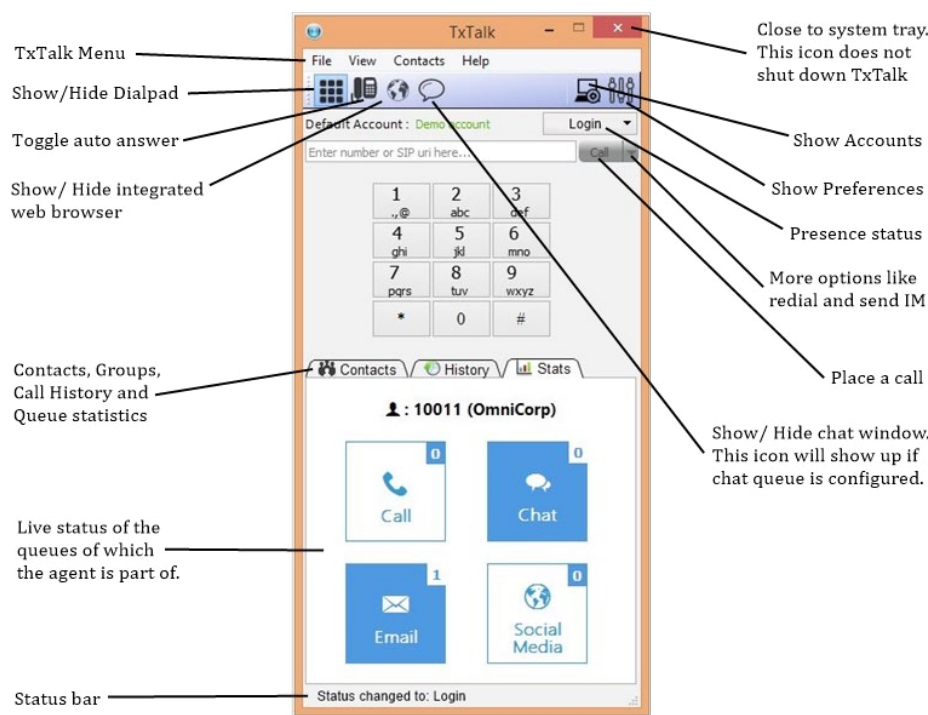 TxTalk
Close to system tray.
This icon does not
shut down TxTalk
TxTalk Menu
File View Contacts Help
Show/Hide Dialpad
Toggle auto answer
Default Account : Demo account
Login
Show Accounts
Enter number or SIP uri here...
Call
Show/ Hide integrated
web browser
Show Preferences
1 2 3
.,@ abc def
Presence status
4 5 6
ghi jkl mno
7 8 9
pqrs tuv wxyz
More options like
redial and send IM
* 0 #
Contacts, Groups,
Call History and
Queue statistics
Contacts History Stats
Place a call
: 10011 (OmniCorp)
Show/ Hide chat window.
This icon will show up if
chat queue is configured.
0 0
Call Chat
Live status of the
queues of which
the agent is part of.
1 0
Email Social
Media
Status bar
Status changed to: Login